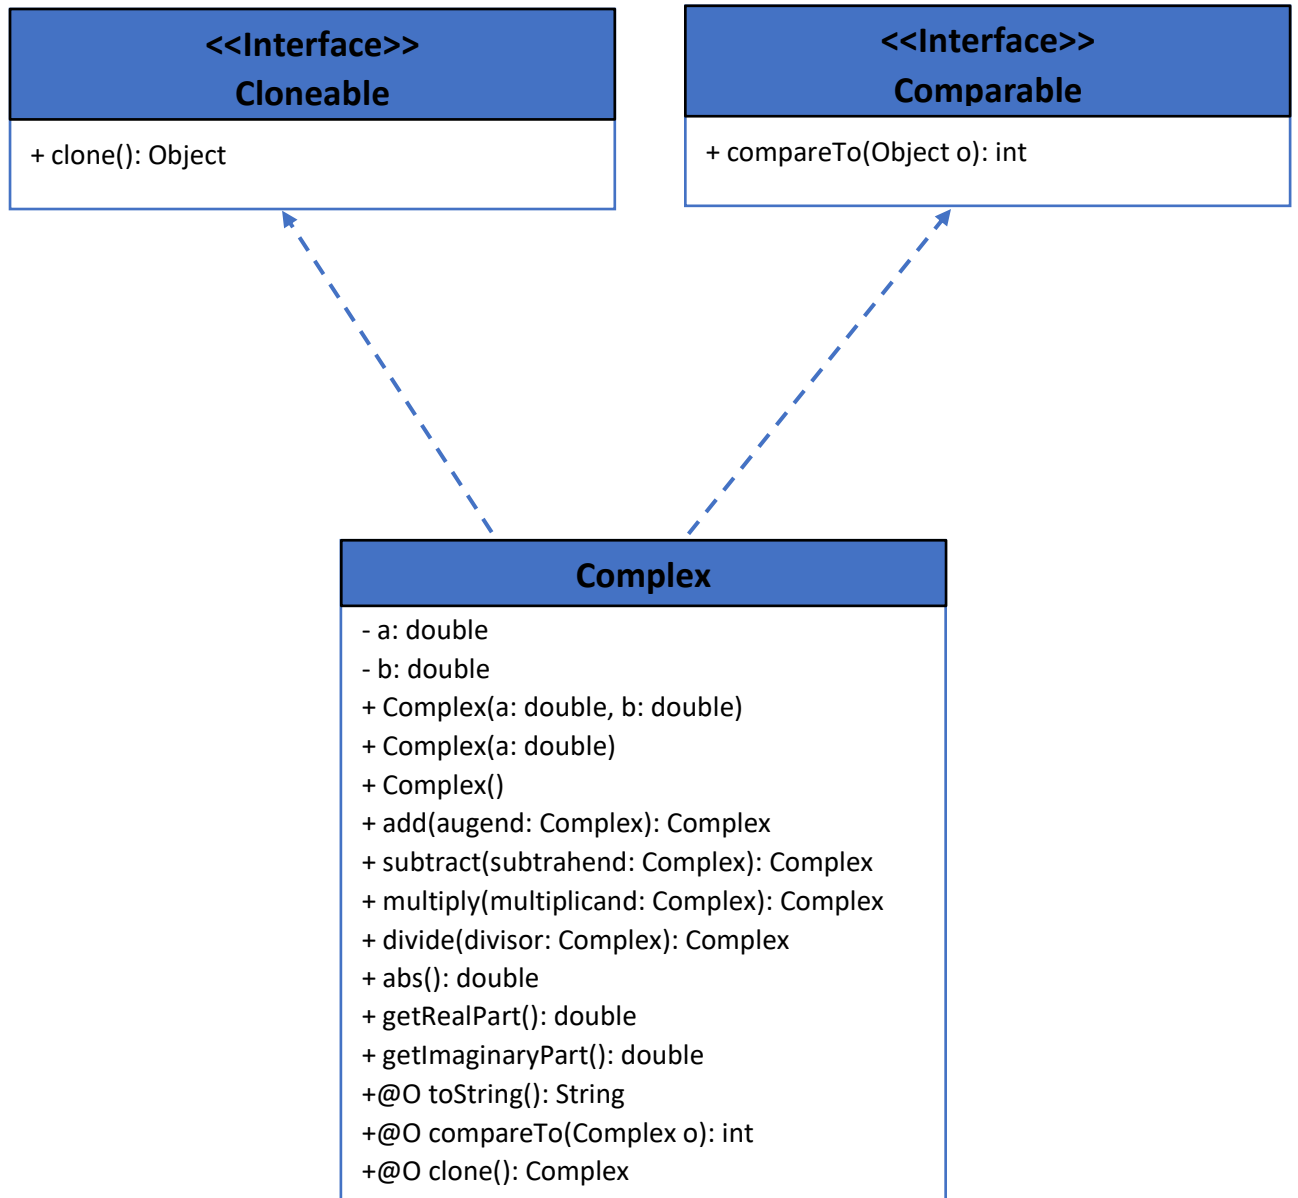 <<Interface>>
Cloneable
+ clone(): Object
<<Interface>>
Comparable
+ compareTo(Object o): int
Complex
- a: double
- b: double
+ Complex(a: double, b: double)
+ Complex(a: double)
+ Complex()
+ add(augend: Complex): Complex
+ subtract(subtrahend: Complex): Complex
+ multiply(multiplicand: Complex): Complex
+ divide(divisor: Complex): Complex
+ abs(): double
+ getRealPart(): double
+ getImaginaryPart(): double
+@O toString(): String
+@O compareTo(Complex o): int
+@O clone(): Complex